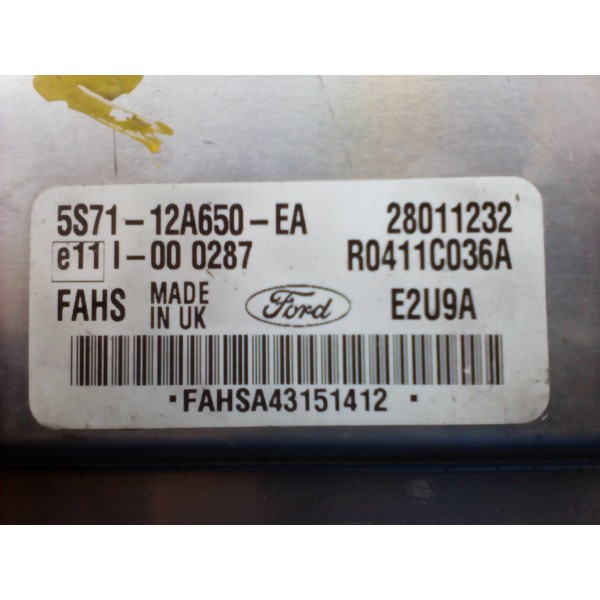 5S71-12A650-EA 28011232
e11 I-00 0287 R0411C036A
FAHS MADE IN UK Ford E2U9A
·FAHSA43151412·